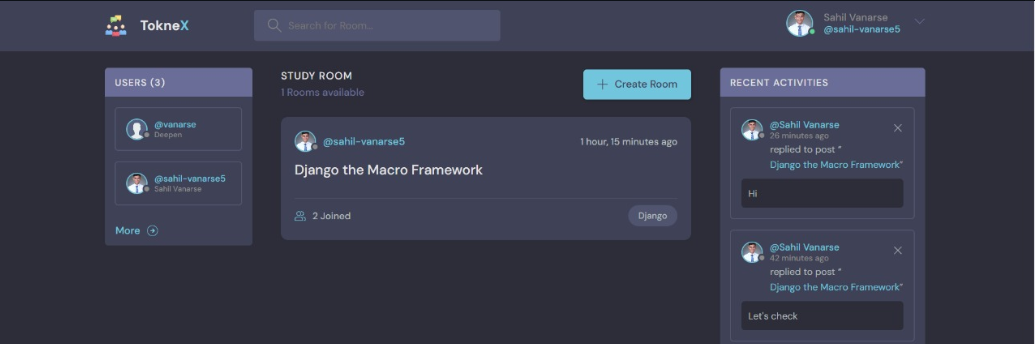 TokneX
Search for Room...
Sahil Vanarse
@sahil-vanarse5
USERS (3)
@vanarse
Deepen
@sahil-vanarse5
Sahil Vanarse
More
STUDY ROOM
1 Rooms available
Create Room
@sahil-vanarse5
1 hour, 15 minutes ago
Django the Macro Framework
2 Joined
Django
RECENT ACTIVITIES
@Sahil Vanarse
26 minutes ago
replied to post “
Django the Macro Framework”
Hi
@Sahil Vanarse
42 minutes ago
replied to post “
Django the Macro Framework”
Let's check